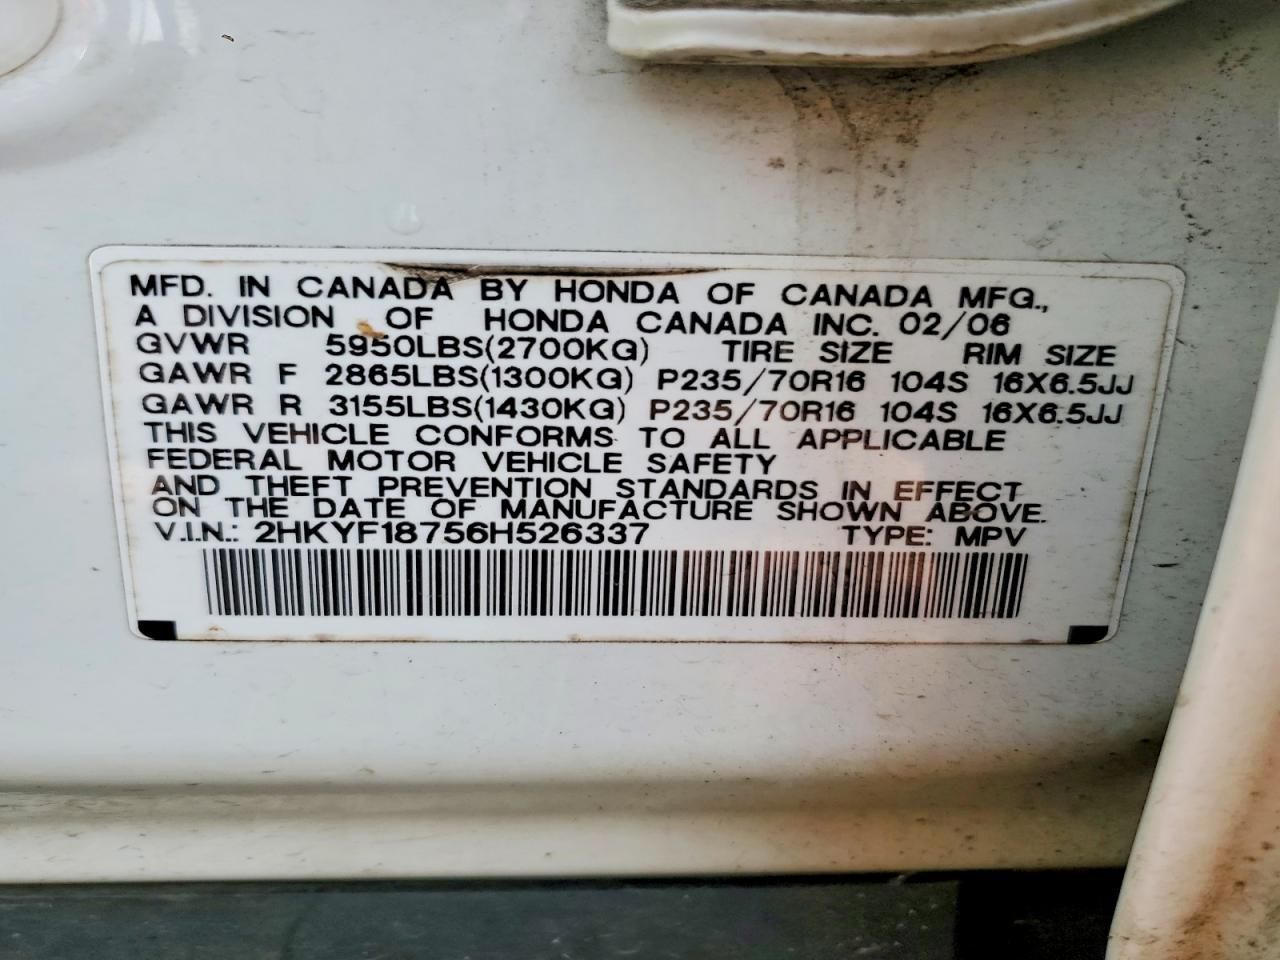 MFD. IN CANADA BY HONDA OF CANADA MFG.,
A DIVISION OF HONDA CANADA INC. 02/06
GVWR 5950LBS(2700KG) TIRE SIZE RIM SIZE
GAWR F 2865LBS(1300KG) P235/70R16 104S 16X6.5JJ
GAWR R 3155LBS(1430KG) P235/70R16 104S 16X6.5JJ
THIS VEHICLE CONFORMS TO ALL APPLICABLE
FEDERAL MOTOR VEHICLE SAFETY
AND THEFT PREVENTION STANDARDS IN EFFECT
ON THE DATE OF MANUFACTURE SHOWN ABOVE.
V.I.N.: 2HKYF18756H526337 TYPE: MPV